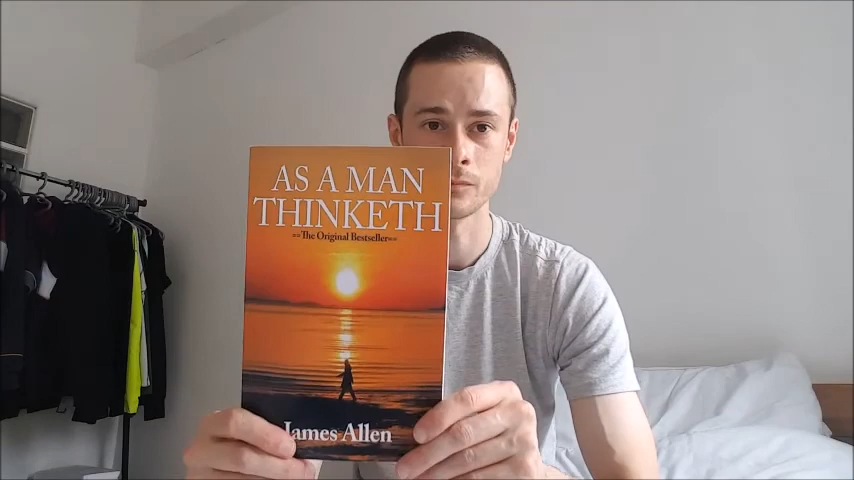 AS A MAN
THINKETH
==The Original Bestseller==
James Allen